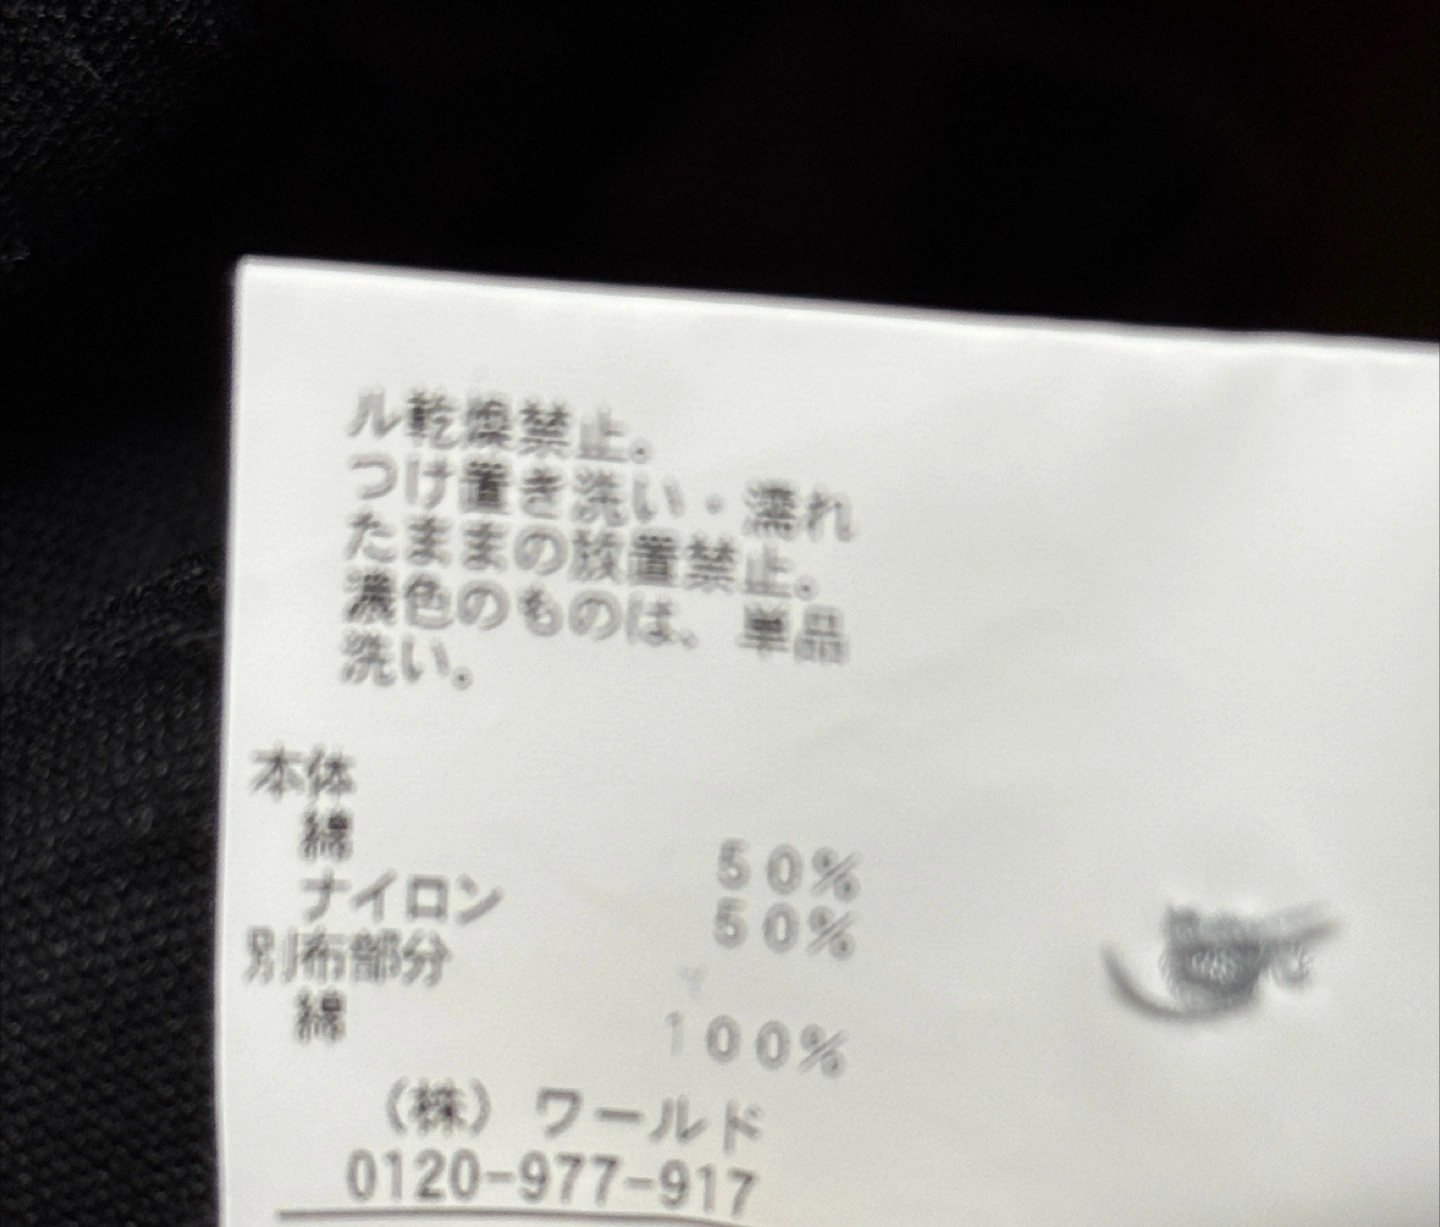 ル乾燥禁止。
つけ置き洗い・濡れ
たままの放置禁止。
濃色のものは、単品
洗い。
本体
綿 50%
ナイロン 50%
別布部分
綿 100%
（株）ワールド
0120-977-917